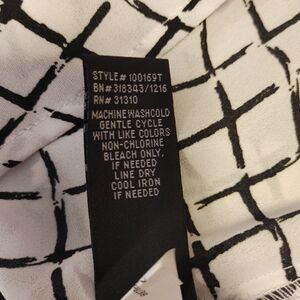 STYLE# 100169T
BN# 318343/1216
RN# 31310
MACHINE WASH COLD
GENTLE CYCLE
WITH LIKE COLORS
NON-CHLORINE
BLEACH ONLY,
IF NEEDED
LINE DRY
COOL IRON
IF NEEDED